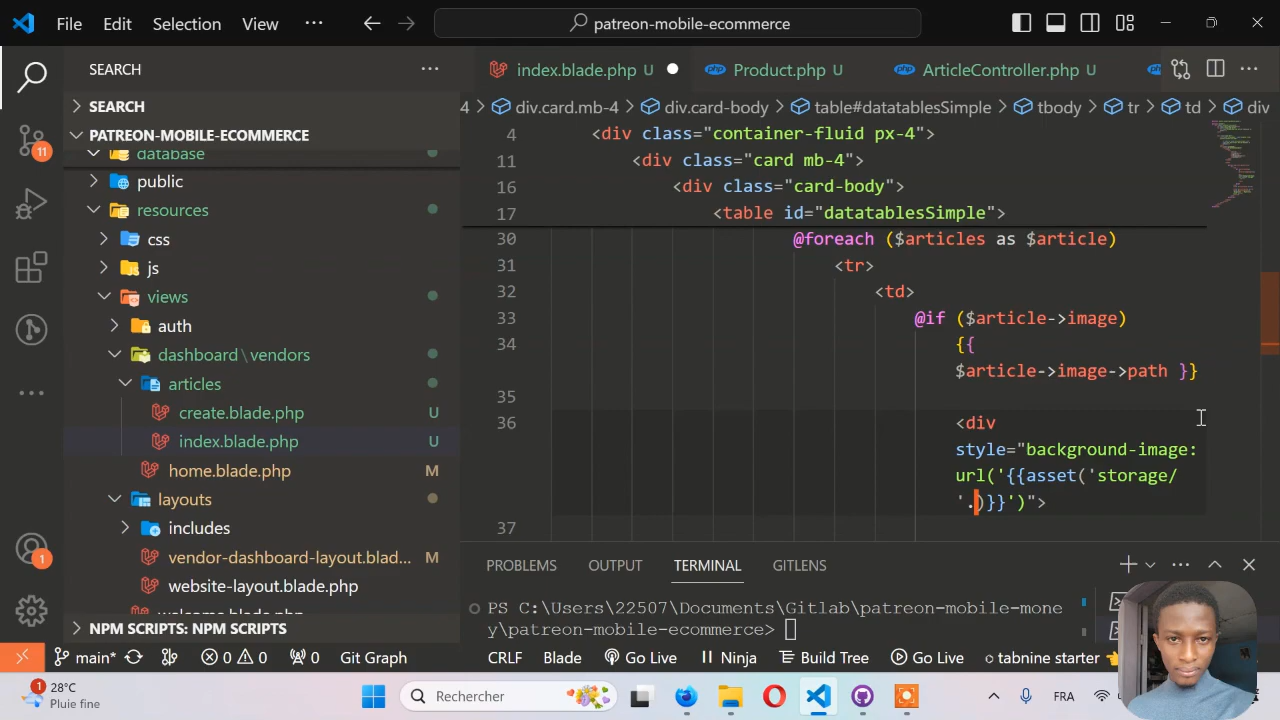 File Edit Selection View ··· patreon-mobile-ecommerce
SEARCH ···
SEARCH
PATREON-MOBILE-ECOMMERCE
database
public
resources
css
js
views
auth
dashboard\vendors
articles
create.blade.php U
index.blade.php U
home.blade.php M
layouts
includes
vendor-dashboard-layout.blad... M
website-layout.blade.php
NPM SCRIPTS: NPM SCRIPTS
11
1
index.blade.php U php Product.php U php ArticleController.php U ···
4 > div.card.mb-4 > div.card-body > table#datatablesSimple > tbody > tr > td > div
4 <div class="container-fluid px-4">
11 <div class="card mb-4">
16 <div class="card-body">
17 <table id="datatablesSimple">
30 @foreach ($articles as $article)
31 <tr>
32 <td>
33 @if ($article->image)
34 {{
$article->image->path }}
35
36 <div
style="background-image:
url('{{asset('storage/
'.)}}')">
37
PROBLEMS OUTPUT TERMINAL GITLENS ···
PS C:\Users\22507\Documents\Gitlab\patreon-mobile-mone
y\patreon-mobile-ecommerce>
main* 0 0 0 Git Graph CRLF Blade Go Live Ninja Build Tree Go Live tabnine starter
1 28°C
Pluie fine
Rechercher
FRA